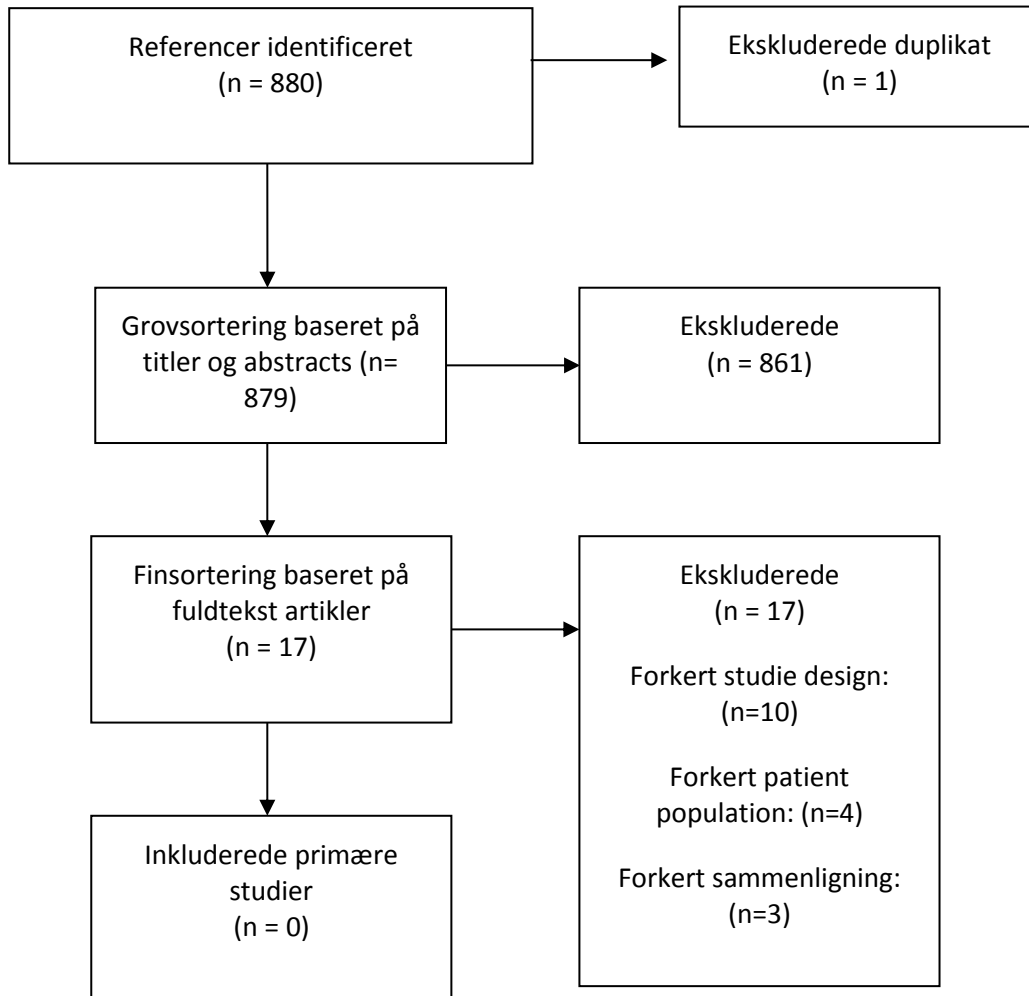 Referencer identificeret
(n = 880)
Ekskluderede duplikat
(n = 1)
Grovsortering baseret på
titler og abstracts (n=
879)
Ekskluderede
(n = 861)
Finsortering baseret på
fuldtekst artikler
(n = 17)
Ekskluderede
(n = 17)
Forkert studie design:
(n=10)
Forkert patient
population: (n=4)
Forkert sammenligning:
(n=3)
Inkluderede primære
studier
(n = 0)